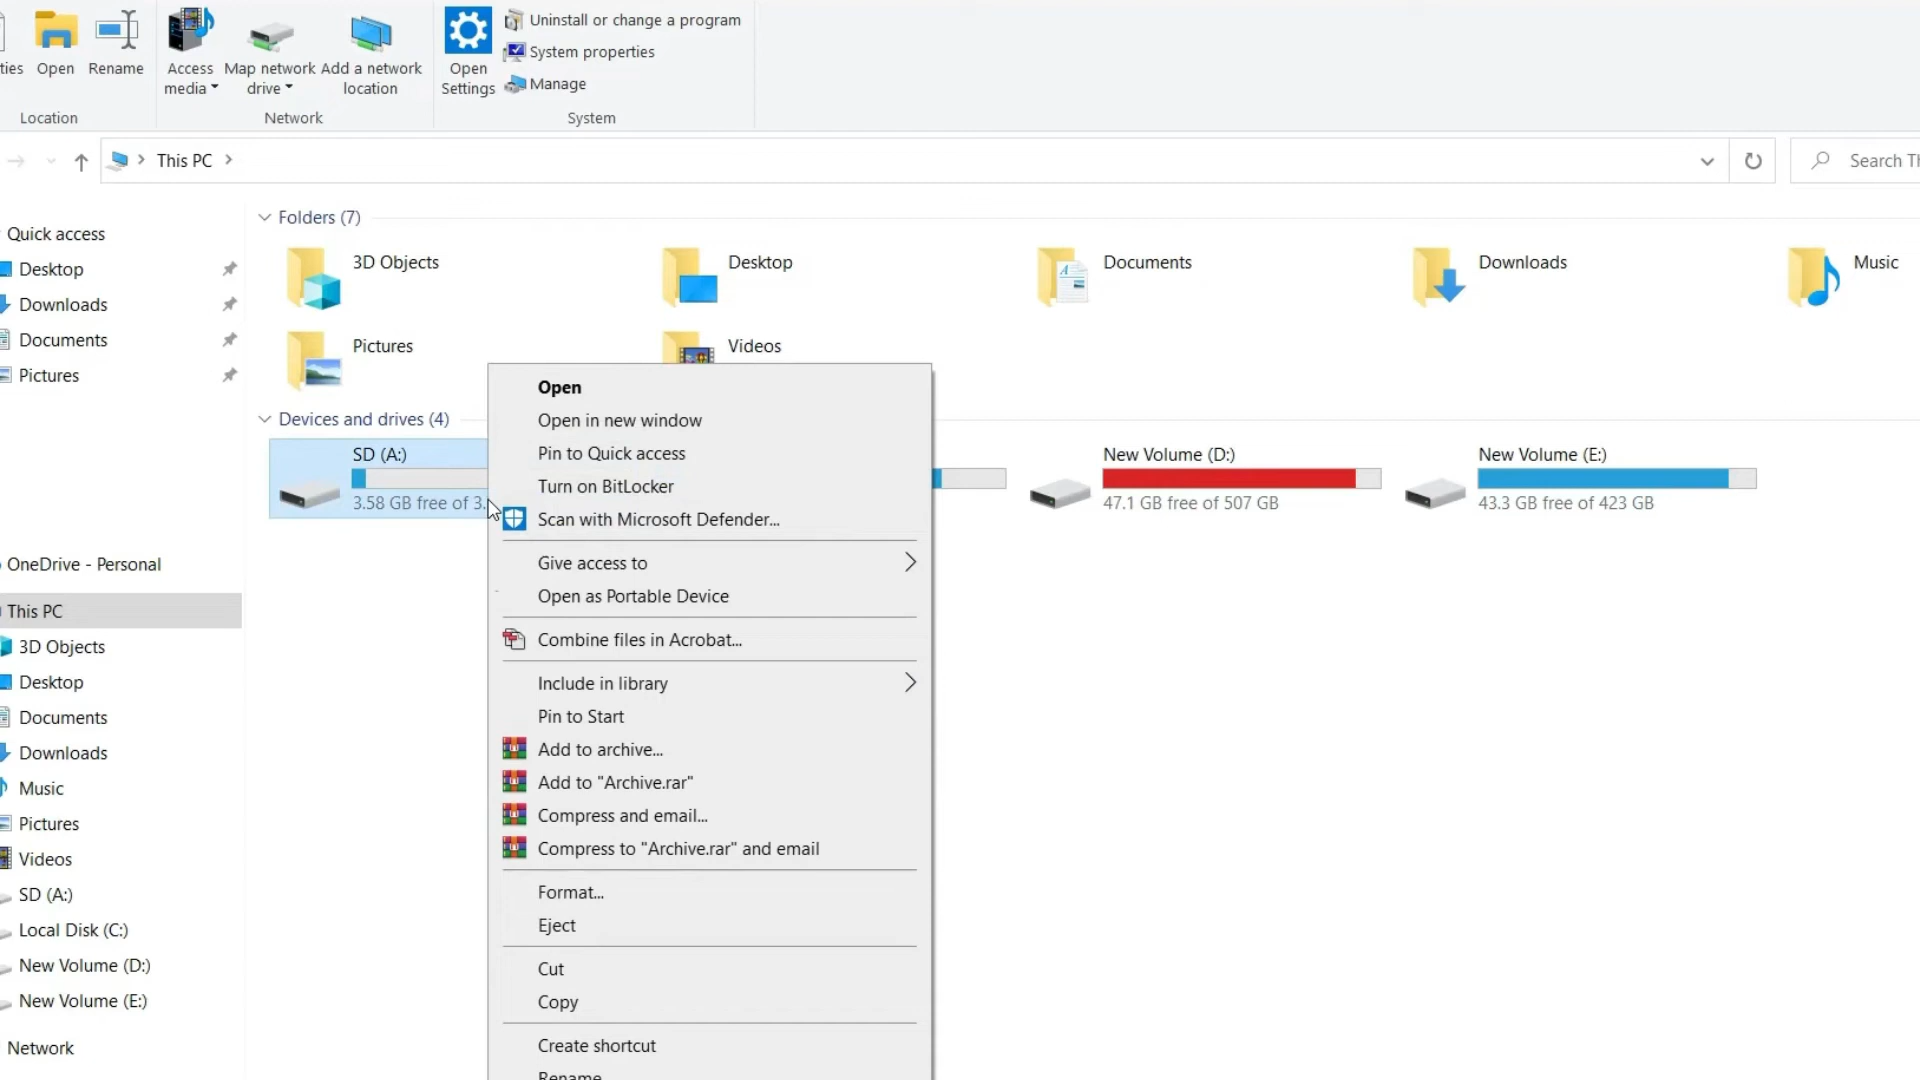 ties
Open
Rename
Access media
Map network drive
Add a network location
Open Settings
Uninstall or change a program
System properties
Manage
Location
Network
System
This PC
Search Th
Quick access
Desktop
Downloads
Documents
Pictures
OneDrive - Personal
This PC
3D Objects
Desktop
Documents
Downloads
Music
Pictures
Videos
SD (A:)
Local Disk (C:)
New Volume (D:)
New Volume (E:)
Network
Folders (7)
3D Objects
Desktop
Documents
Downloads
Music
Pictures
Videos
Devices and drives (4)
SD (A:)
3.58 GB free of 3.
New Volume (D:)
47.1 GB free of 507 GB
New Volume (E:)
43.3 GB free of 423 GB
Open
Open in new window
Pin to Quick access
Turn on BitLocker
Scan with Microsoft Defender...
Give access to
Open as Portable Device
Combine files in Acrobat...
Include in library
Pin to Start
Add to archive...
Add to "Archive.rar"
Compress and email...
Compress to "Archive.rar" and email
Format...
Eject
Cut
Copy
Create shortcut
Rename